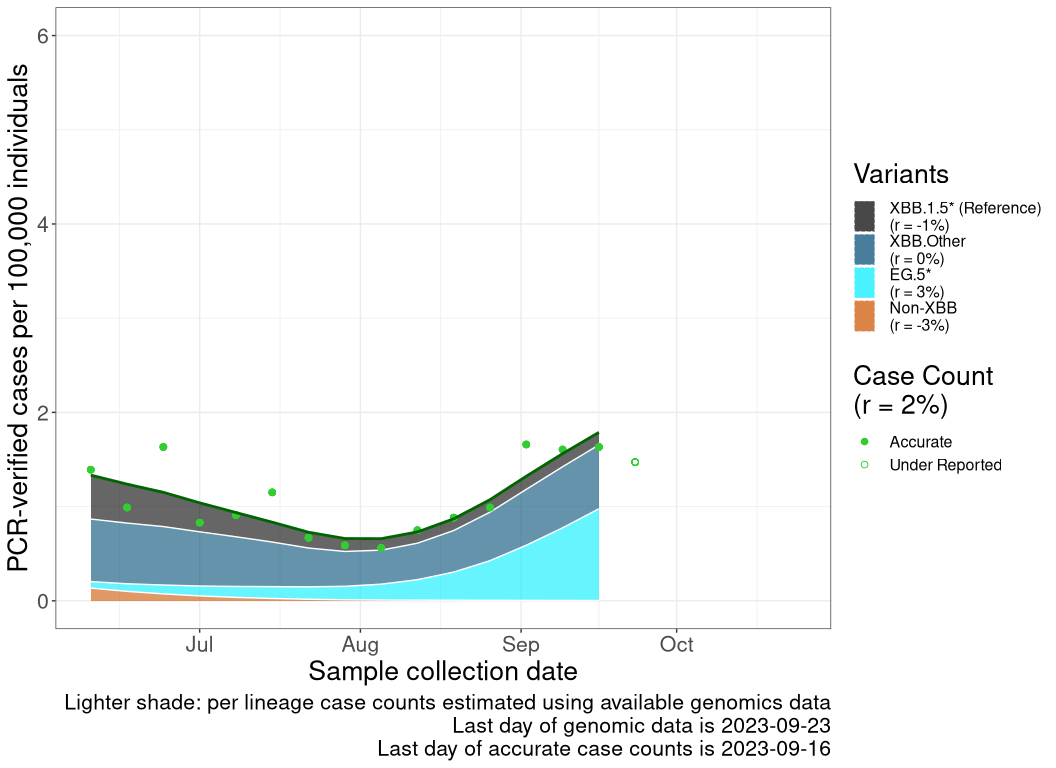 PCR-verified cases per 100,000 individuals
6
4
2
0
Jul
Aug
Sep
Oct
Sample collection date
Lighter shade: per lineage case counts estimated using available genomics data
Last day of genomic data is 2023-09-23
Last day of accurate case counts is 2023-09-16
Variants
XBB.1.5* (Reference)
(r = -1%)
XBB.Other
(r = 0%)
EG.5*
(r = 3%)
Non-XBB
(r = -3%)
Case Count
(r = 2%)
Accurate
Under Reported